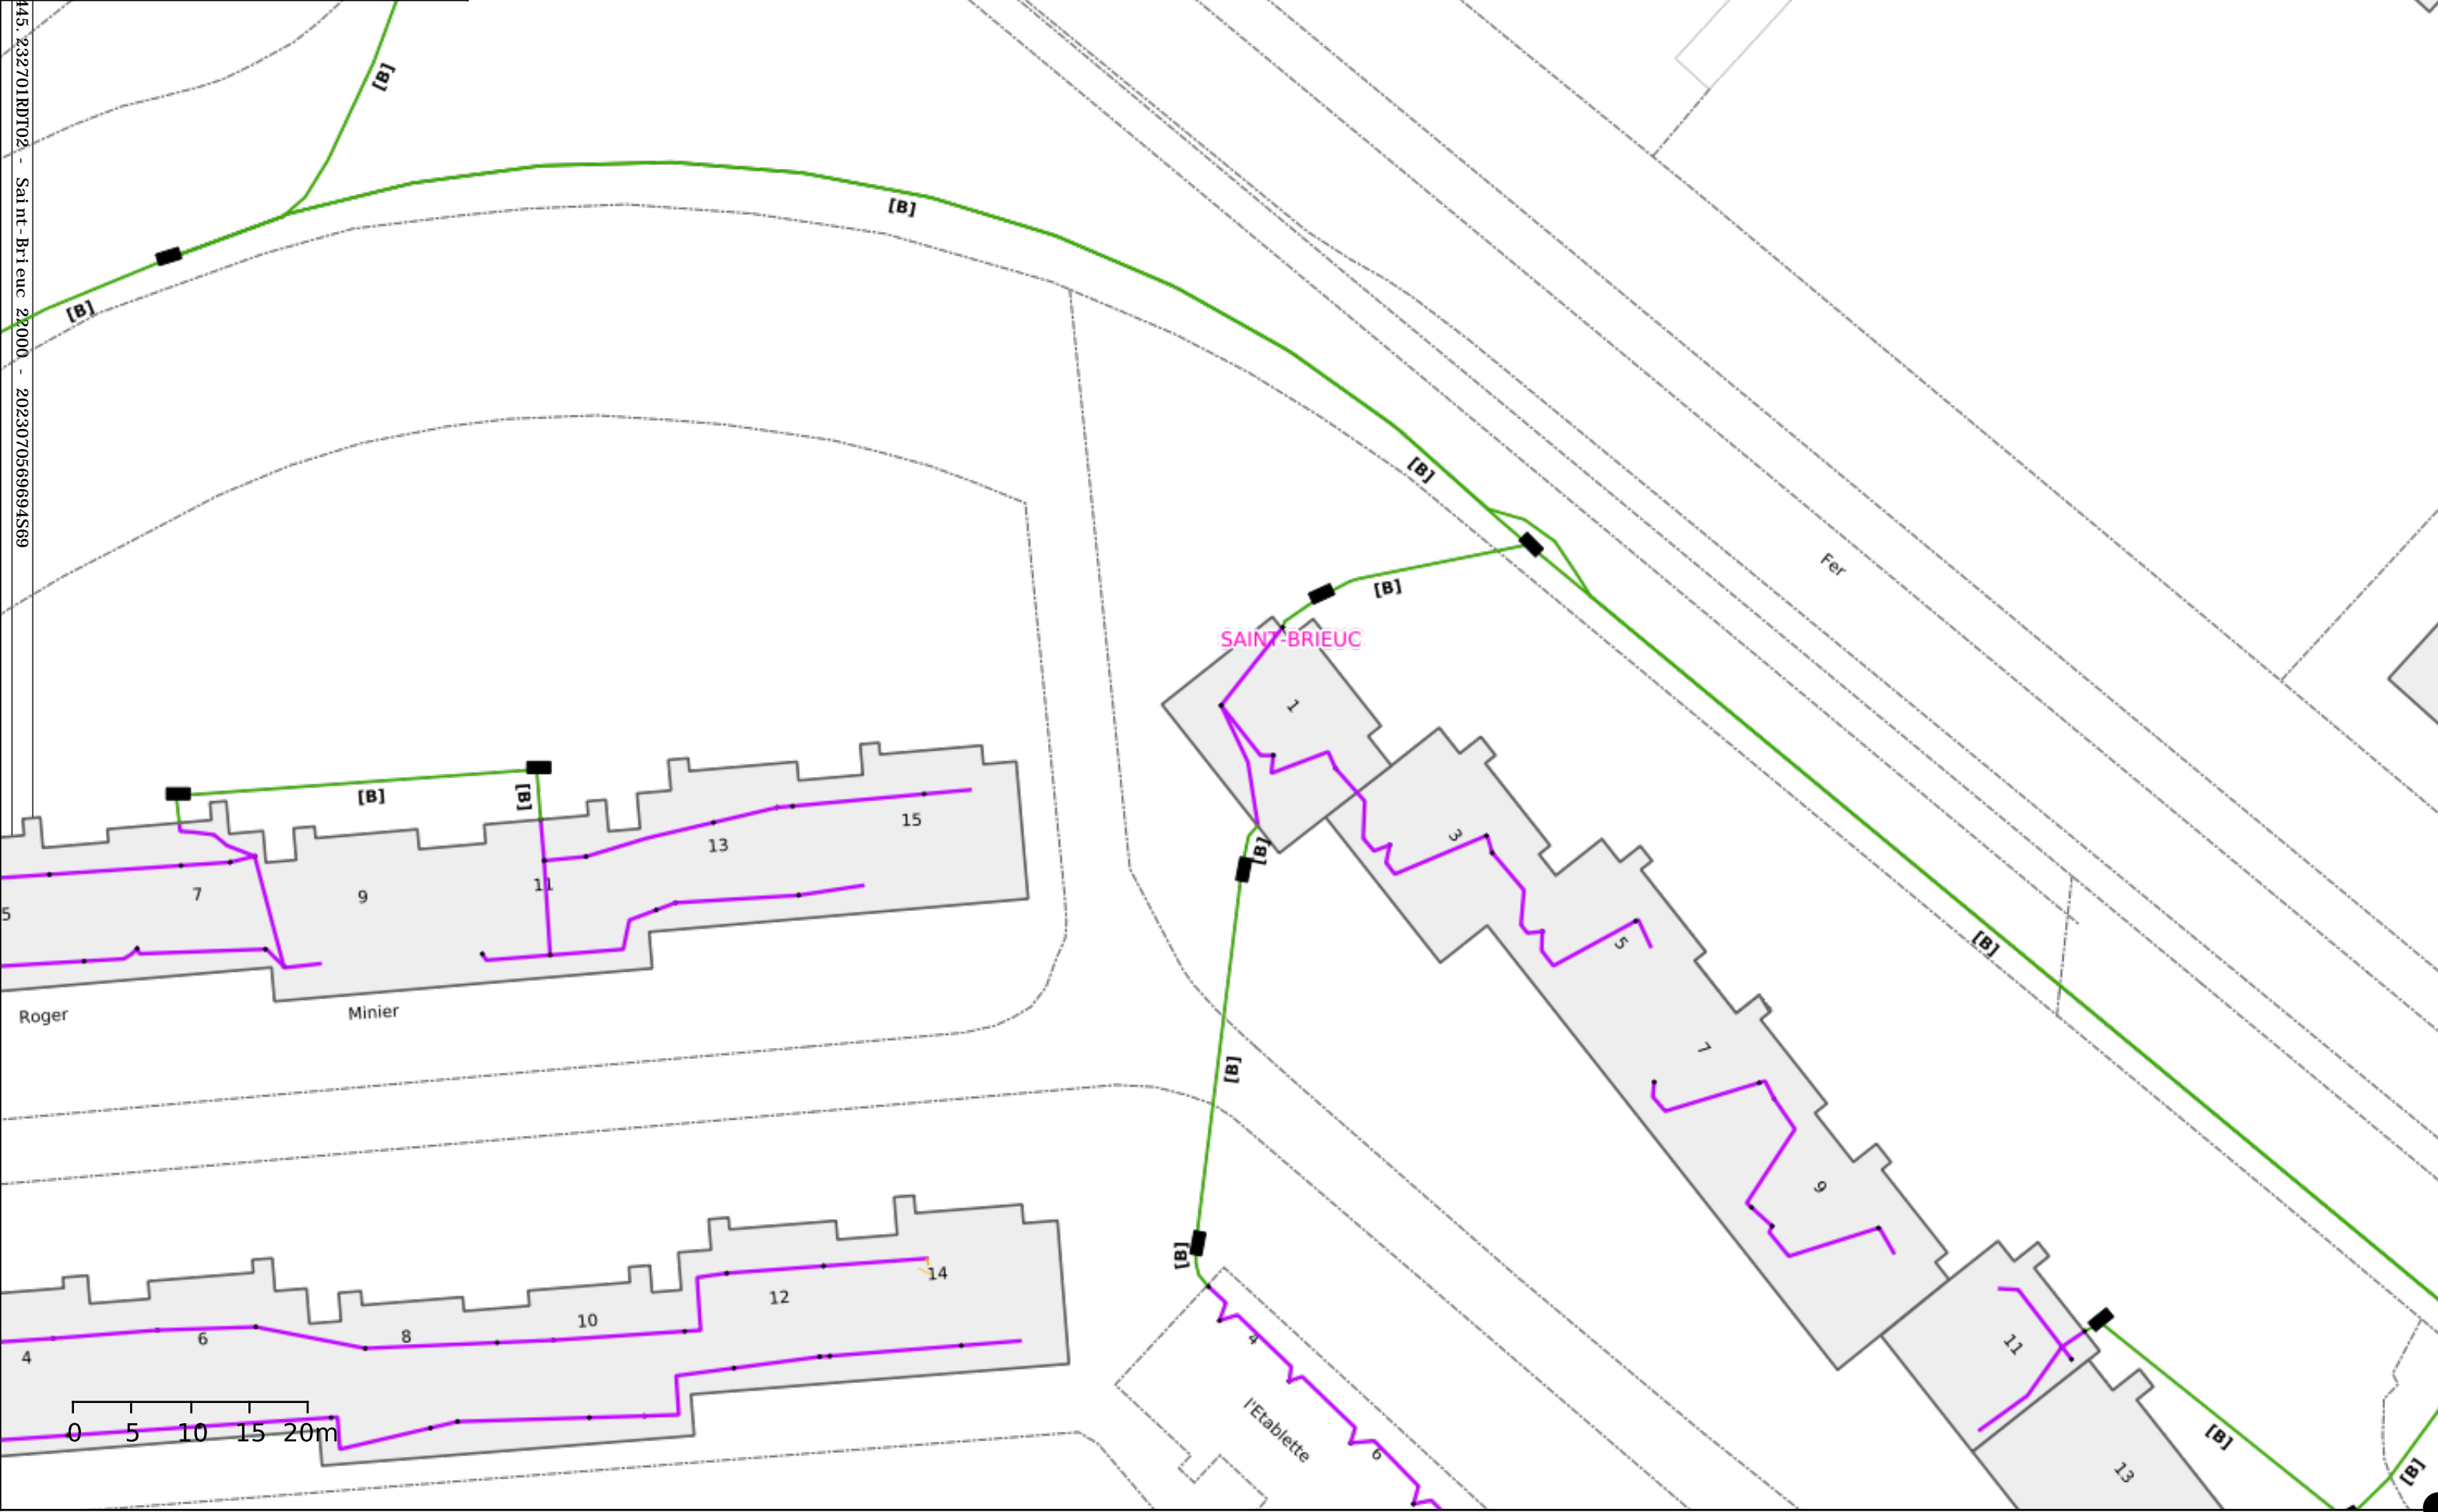 445. 232701RDT02 - Saint-Brieuc 22000 - 2023070569694S69
[B]
[B]
[B]
[B]
[B]
Fer
SAINT-BRIEUC
1
[B]
[B]
[B]
3
5
7
9
11
13
15
5
Roger
Minier
[B]
[B]
7
[B]
9
[B]
11
13
[B]
[B]
4
6
8
10
12
14
4
l'Etablette
6
0 5 10 15 20m